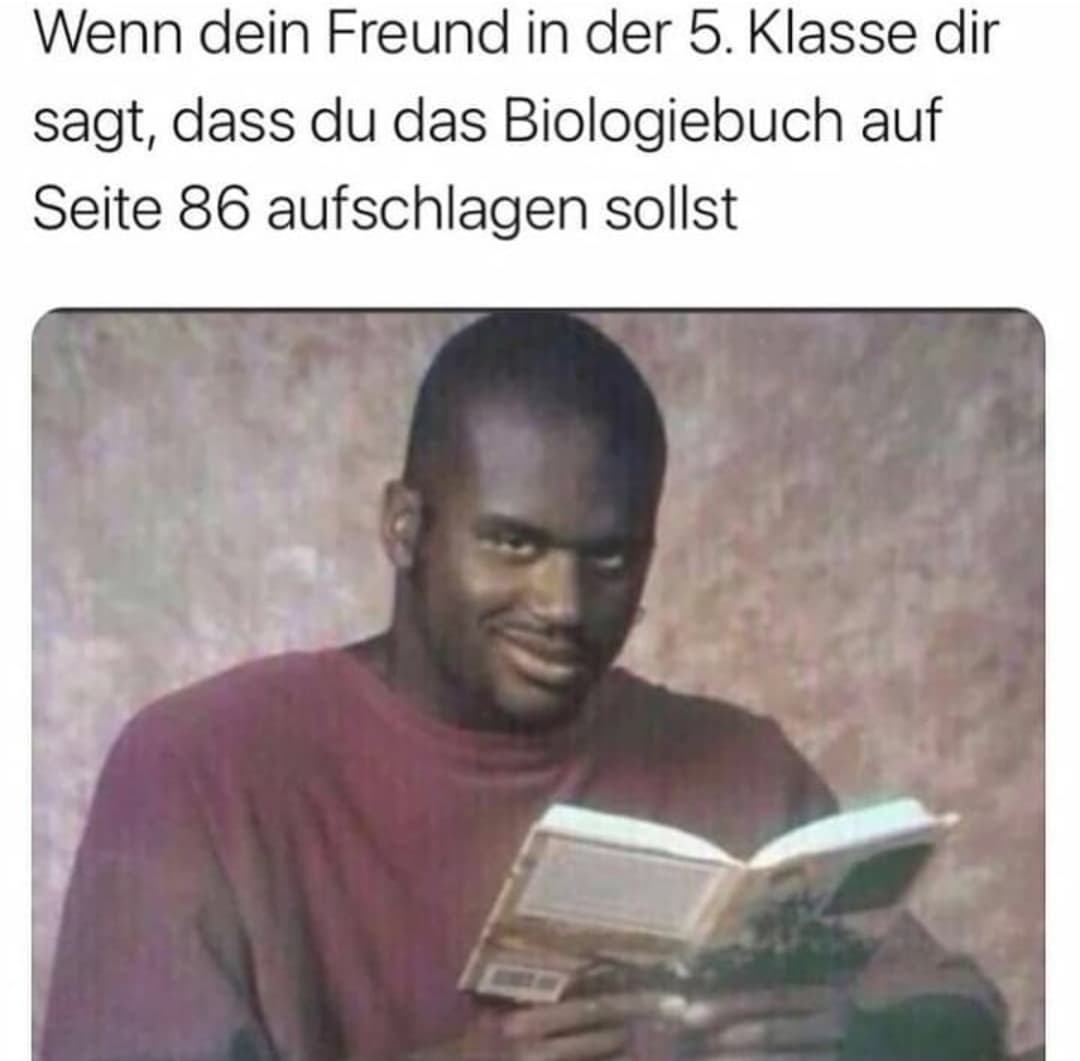 Wenn dein Freund in der 5. Klasse dir
sagt, dass du das Biologiebuch auf
Seite 86 aufschlagen sollst